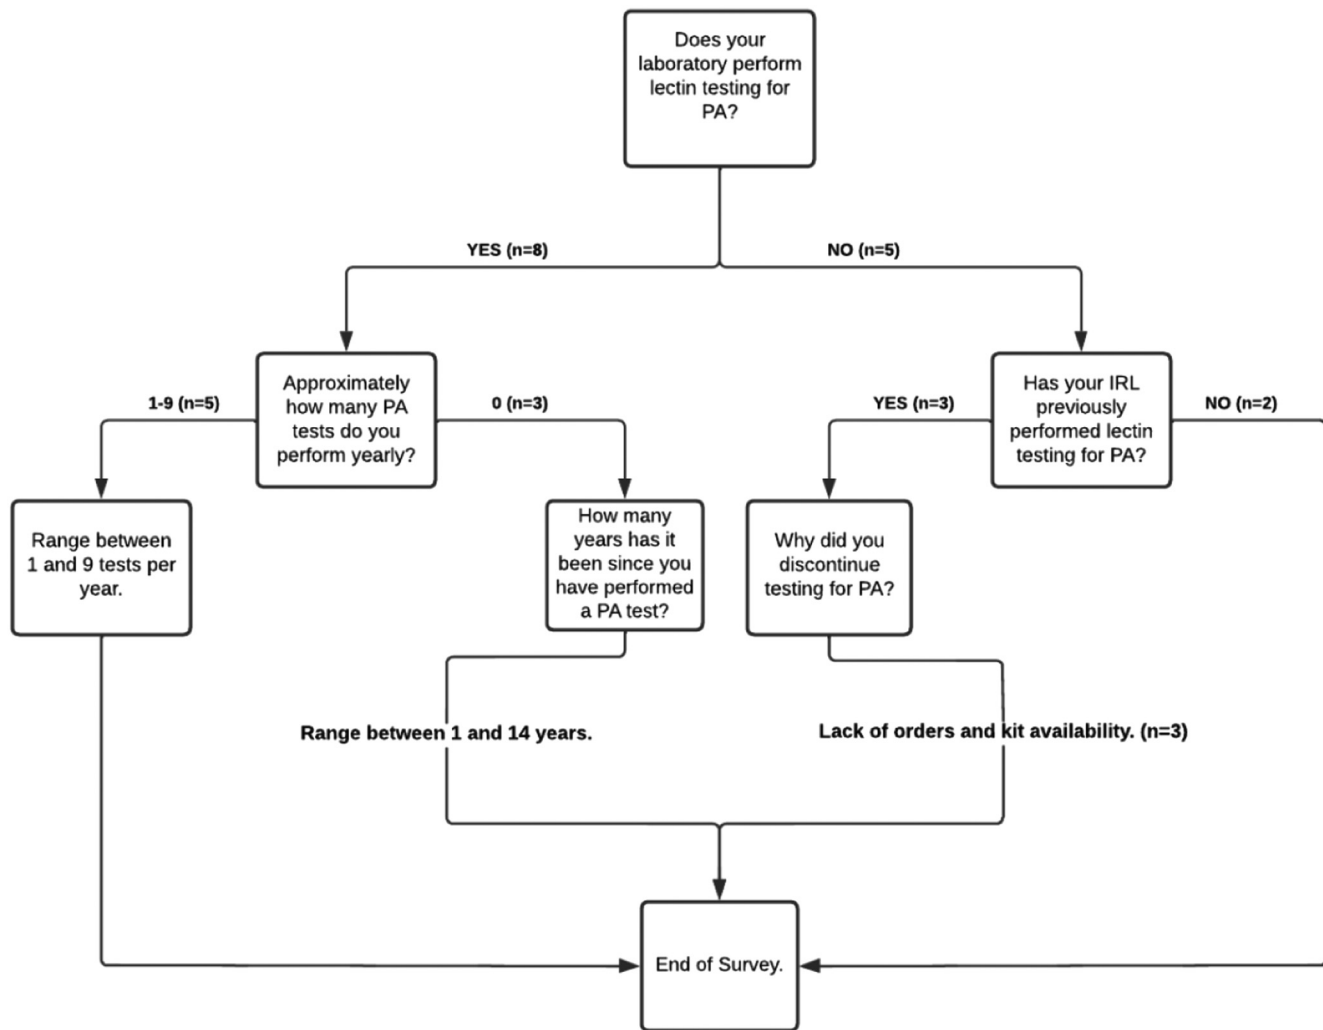 Does your
laboratory perform
lectin testing for
PA?
YES (n=8)
NO (n=5)
Approximately
how many PA
tests do you
perform yearly?
Has your IRL
previously
performed lectin
testing for PA?
1-9 (n=5)
0 (n=3)
YES (n=3)
NO (n=2)
Range between
1 and 9 tests per
year.
How many
years has it
been since you
have performed
a PA test?
Why did you
discontinue
testing for PA?
Range between 1 and 14 years.
Lack of orders and kit availability. (n=3)
End of Survey.